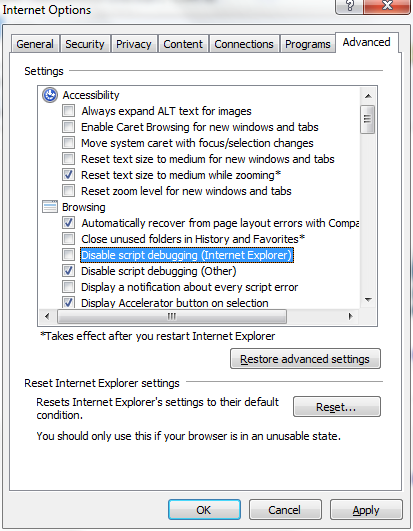 Internet Options
General Security Privacy Content Connections Programs Advanced
Settings
Accessibility
Always expand ALT text for images
Enable Caret Browsing for new windows and tabs
Move system caret with focus/selection changes
Reset text size to medium for new windows and tabs
Reset text size to medium while zooming*
Reset zoom level for new windows and tabs
Browsing
Automatically recover from page layout errors with Compa
Close unused folders in History and Favorites*
Disable script debugging (Internet Explorer)
Disable script debugging (Other)
Display a notification about every script error
Display Accelerator button on selection
*Takes effect after you restart Internet Explorer
Restore advanced settings
Reset Internet Explorer settings
Resets Internet Explorer's settings to their default
condition.
Reset...
You should only use this if your browser is in an unusable state.
OK Cancel Apply